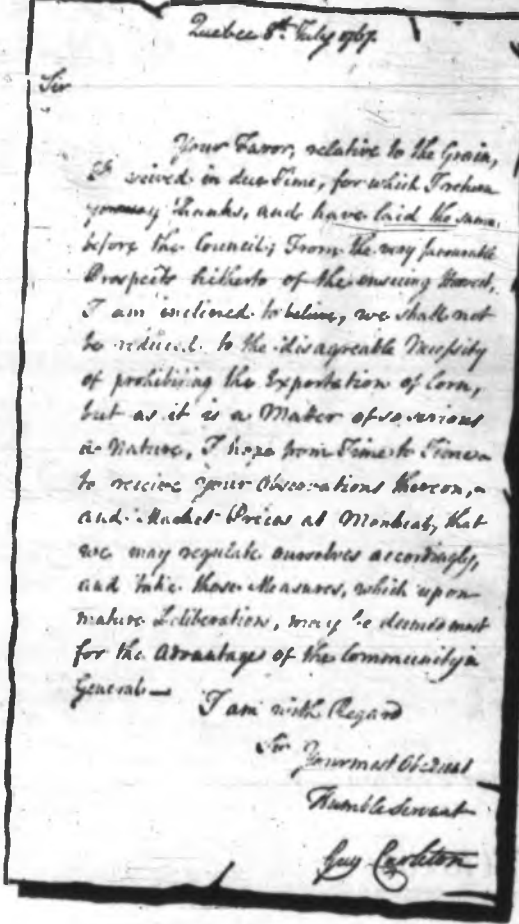 Quebec 8th July 1767.
Sir
Your Favor, relative to the Grain,
I received in due Time, for which I return
you my Thanks, and have laid the same
before the Council; From the very favourable
Prospects hitherto of the ensuing Harvest,
I am inclined to believe, we shall not
be reduced to the disagreable Necessity
of prohibiting the Exportation of Corn,
but as it is a Matter of so serious
a Nature, I hope from Time to Time
to receive your Observations thereon,
and Market Prices at Montreal, that
we may regulate ourselves accordingly,
and take those Measures, which upon
mature Deliberation, may be deemed most
for the Advantage of the Community in
General—
I am with Regard
Sir
Your most Obedient
Humble Servant
Guy Carleton